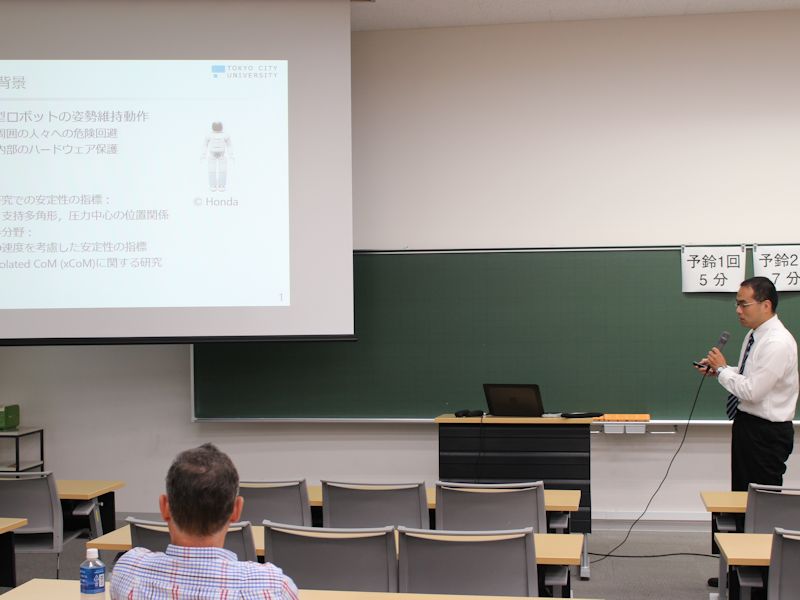 TOKYO CITY
UNIVERSITY
背景
型ロボットの姿勢維持動作
周囲の人々への危険回避
内部のハードウェア保護
© Honda
研究での安定性の指標：
支持多角形，圧力中心の位置関係
分野：
速度を考慮した安定性の指標
olated CoM (xCoM)に関する研究
1
予鈴1回
5 分
予鈴2
7 分